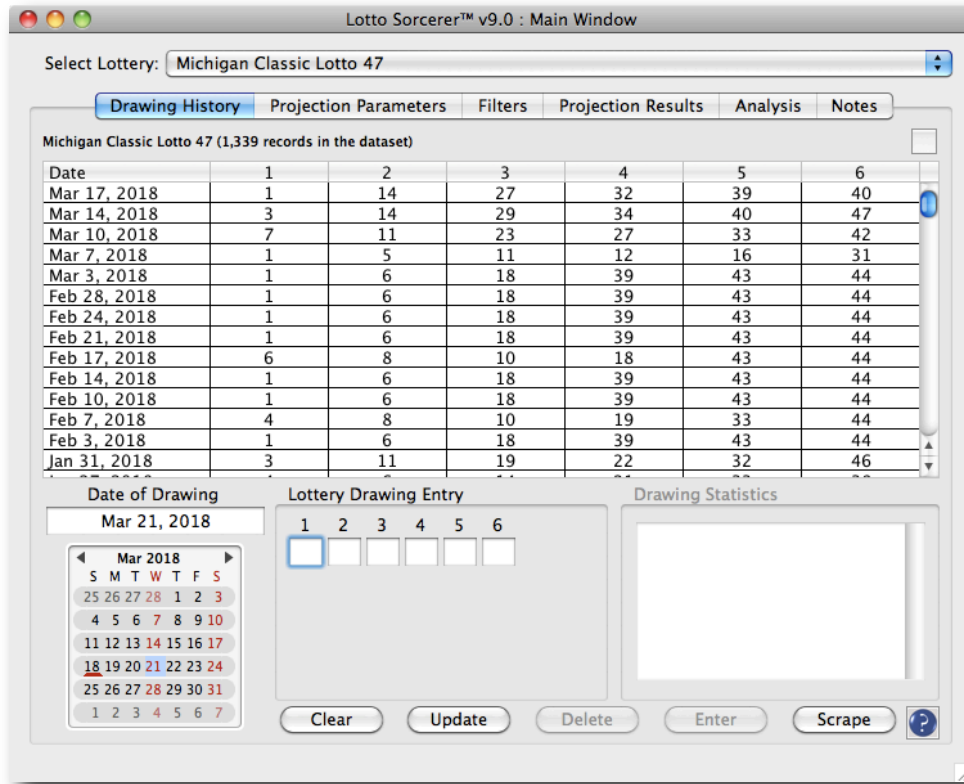 Lotto Sorcerer™ v9.0 : Main Window
Select Lottery: Michigan Classic Lotto 47
Drawing History Projection Parameters Filters Projection Results Analysis Notes
Michigan Classic Lotto 47 (1,339 records in the dataset)
Date 1 2 3 4 5 6
Mar 17, 2018 1 14 27 32 39 40
Mar 14, 2018 3 14 29 34 40 47
Mar 10, 2018 7 11 23 27 33 42
Mar 7, 2018 1 5 11 12 16 31
Mar 3, 2018 1 6 18 39 43 44
Feb 28, 2018 1 6 18 39 43 44
Feb 24, 2018 1 6 18 39 43 44
Feb 21, 2018 1 6 18 39 43 44
Feb 17, 2018 6 8 10 18 43 44
Feb 14, 2018 1 6 18 39 43 44
Feb 10, 2018 1 6 18 39 43 44
Feb 7, 2018 4 8 10 19 33 44
Feb 3, 2018 1 6 18 39 43 44
Jan 31, 2018 3 11 19 22 32 46
Date of Drawing Lottery Drawing Entry Drawing Statistics
Mar 21, 2018
1 2 3 4 5 6
Mar 2018
S M T W T F S
25 26 27 28 1 2 3
4 5 6 7 8 9 10
11 12 13 14 15 16 17
18 19 20 21 22 23 24
25 26 27 28 29 30 31
1 2 3 4 5 6 7
Clear Update Delete Enter Scrape ?